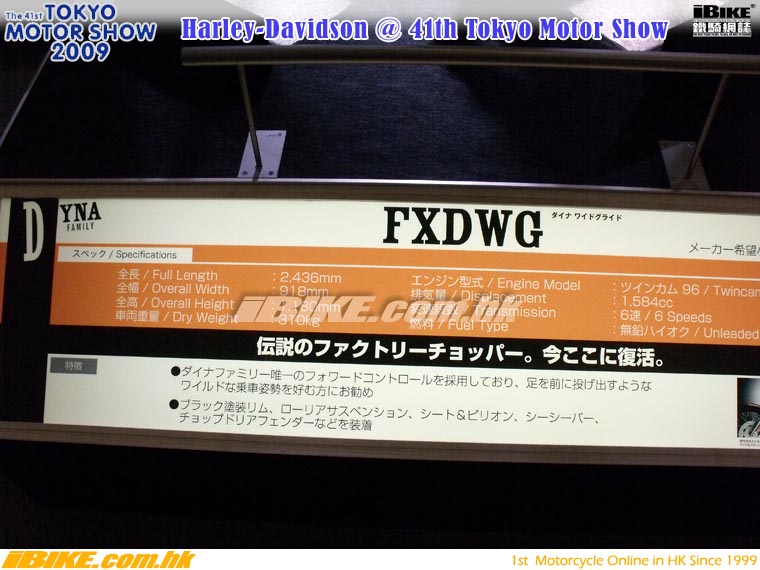 The 41st TOKYO
MOTOR SHOW
2009
Harley-Davidson @ 41th Tokyo Motor Show
iBIKE
鐵騎網誌
DYNA
FAMILY
ダイナ ワイドグライド
FXDWG
メーカー希望
スペック / Specifications
全長 / Full Length : 2,436mm
全幅 / Overall Width : 918mm
全高 / Overall Height : 1,180mm
車両重量 / Dry Weight : 310kg
エンジン型式 / Engine Model : ツインカム 96 / Twincam
排気量 / Displacement : 1,584cc
/ Transmission : 6速 / 6 Speeds
燃料 / Fuel Type : 無鉛ハイオク / Unleaded
iBIKE.com.hk
伝説のファクトリーチョッパー。今ここに復活。
特徴
●ダイナファミリー唯一のフォワードコントロールを採用しており、足を前に投げ出すような
ワイルドな乗車姿勢を好む方にお勧め
●ブラック塗装リム、ローリアサスペンション、シート＆ピリオン、シーシーバー、
チョップドリアフェンダーなどを装着
iBIKE.com.hk
1st Motorcycle Online in HK Since 1999